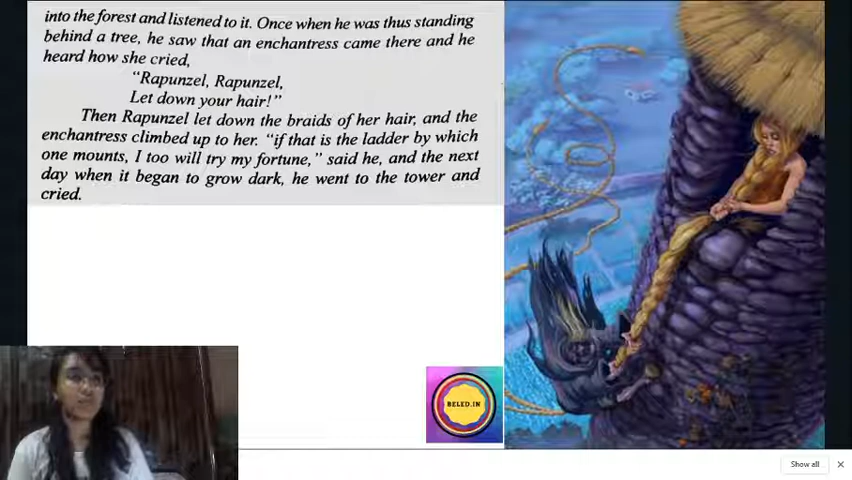 into the forest and listened to it. Once when he was thus standing
behind a tree, he saw that an enchantress came there and he
heard how she cried,
“Rapunzel, Rapunzel,
Let down your hair!”
Then Rapunzel let down the braids of her hair, and the
enchantress climbed up to her. “if that is the ladder by which
one mounts, I too will try my fortune,” said he, and the next
day when it began to grow dark, he went to the tower and
cried.
BELED.IN
Show all